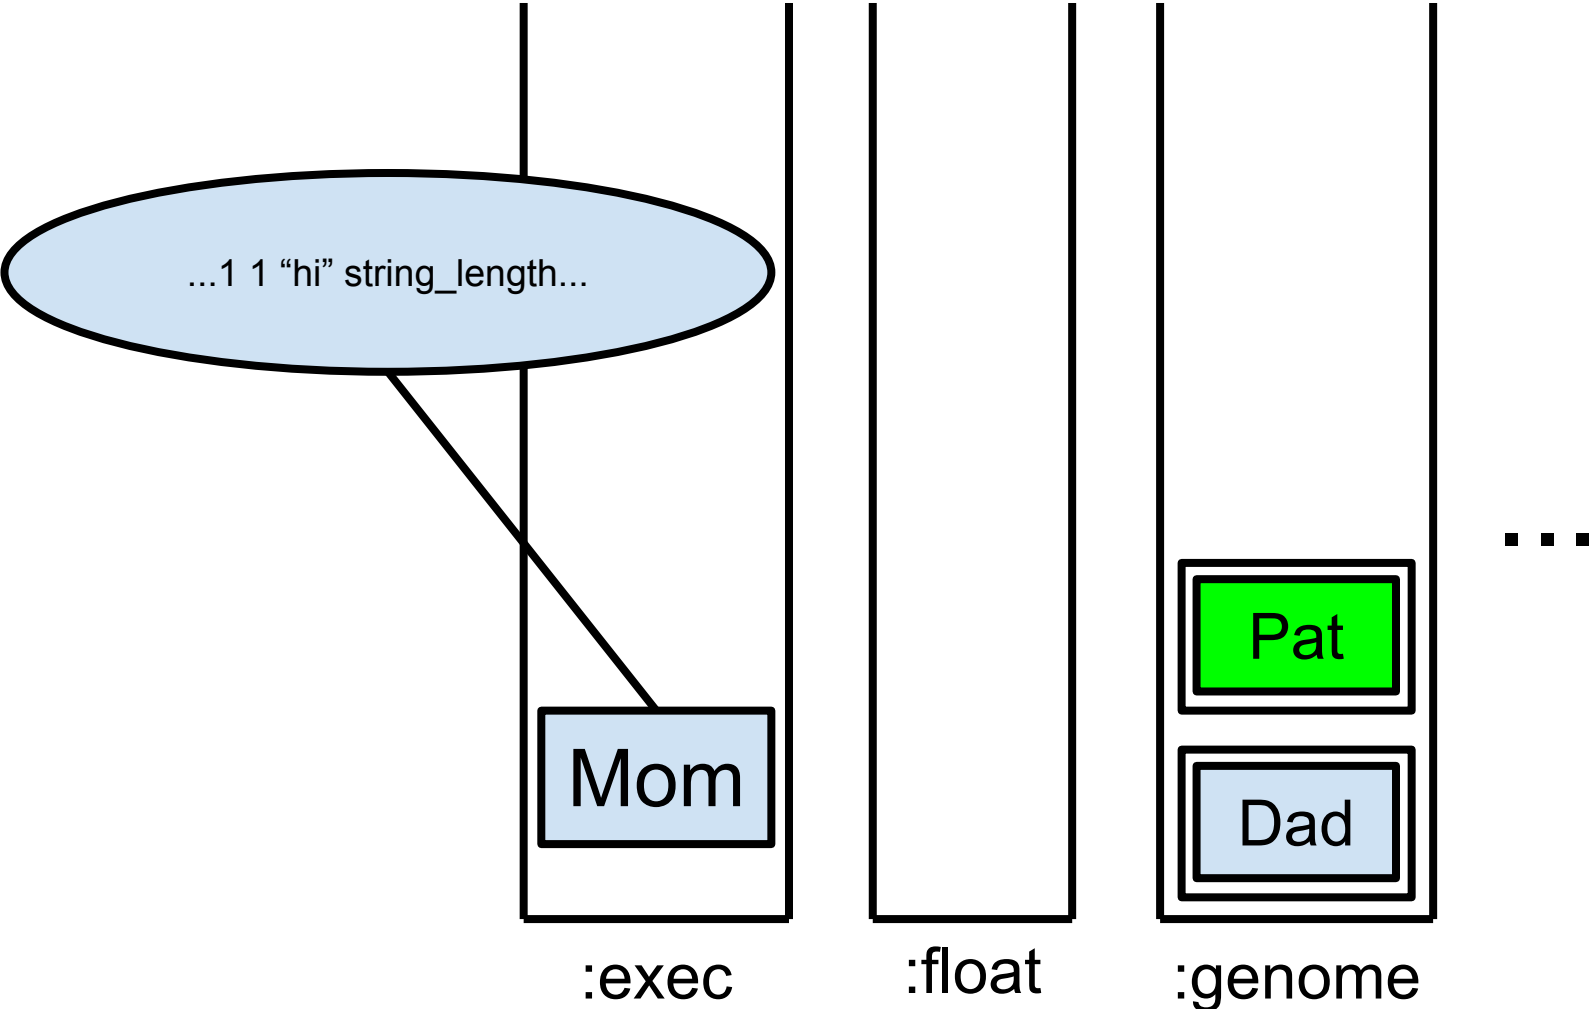 ...1 1 “hi” string_length...
Pat
Mom
Dad
:exec
:float
:genome
...